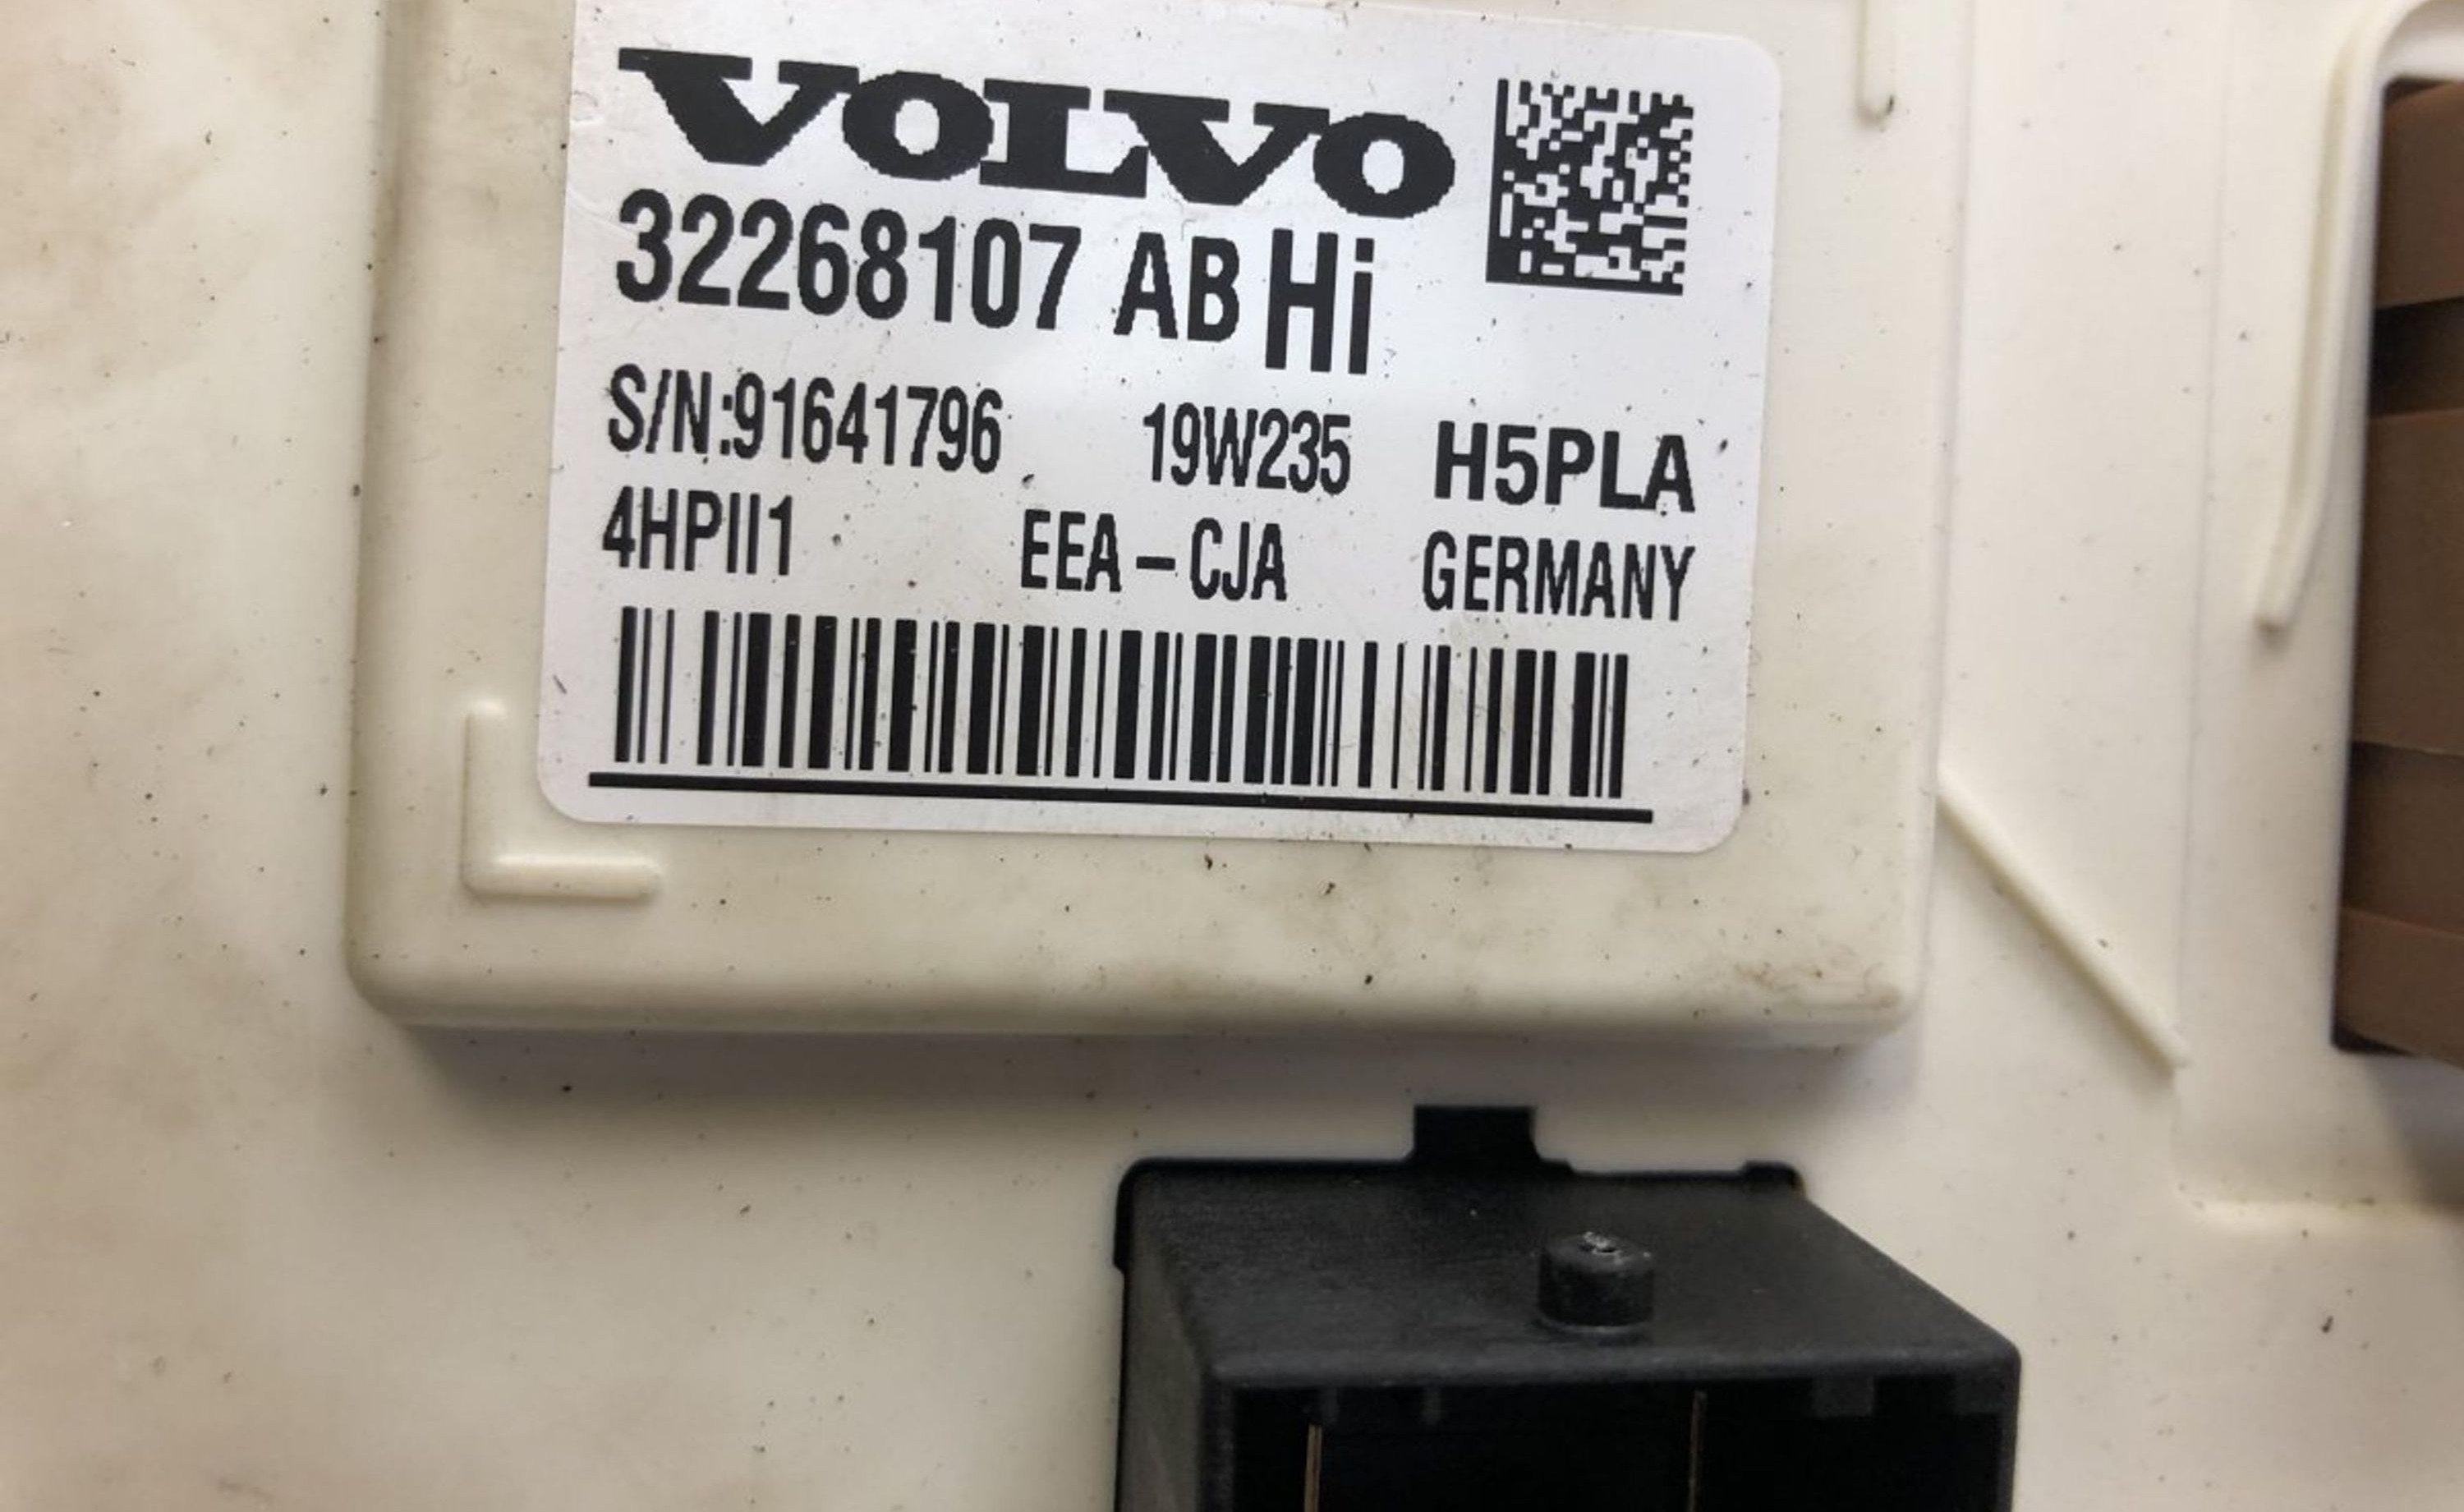 VOLVO
32268107 AB Hi
S/N:91641796 19W235 H5PLA
4HPII1 EEA-CJA GERMANY